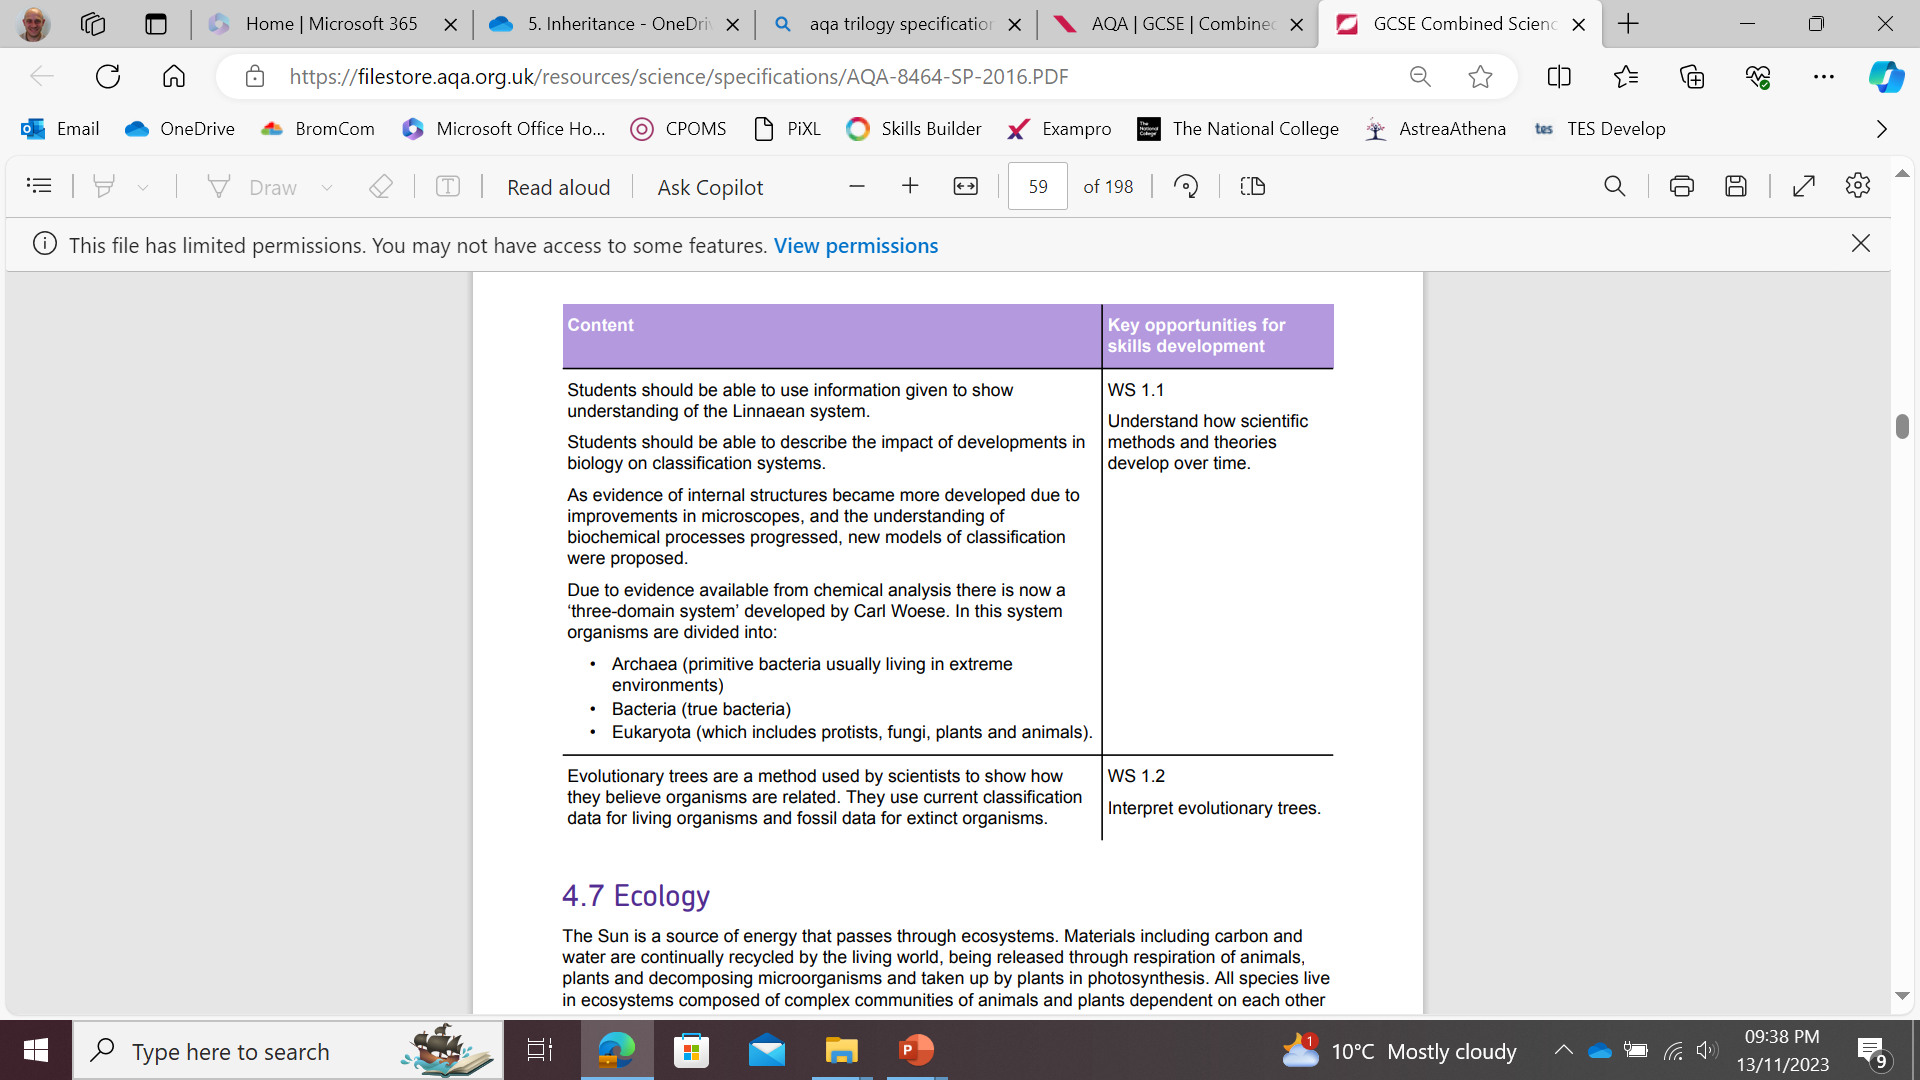 Home | Microsoft 365
5. Inheritance - OneDri
aqa trilogy specification
AQA | GCSE | Combined
GCSE Combined Scienc
https://filestore.aqa.org.uk/resources/science/specifications/AQA-8464-SP-2016.PDF
Email
OneDrive
BromCom
Microsoft Office Ho...
CPOMS
PiXL
Skills Builder
Exampro
The National College
AstreaAthena
tes
TES Develop
Draw
Read aloud
Ask Copilot
59
of 198
This file has limited permissions. You may not have access to some features. View permissions
Content
Key opportunities for
skills development
Students should be able to use information given to show
understanding of the Linnaean system.
Students should be able to describe the impact of developments in
biology on classification systems.
As evidence of internal structures became more developed due to
improvements in microscopes, and the understanding of
biochemical processes progressed, new models of classification
were proposed.
Due to evidence available from chemical analysis there is now a
‘three-domain system’ developed by Carl Woese. In this system
organisms are divided into:
• Archaea (primitive bacteria usually living in extreme
environments)
• Bacteria (true bacteria)
• Eukaryota (which includes protists, fungi, plants and animals).
WS 1.1
Understand how scientific
methods and theories
develop over time.
Evolutionary trees are a method used by scientists to show how
they believe organisms are related. They use current classification
data for living organisms and fossil data for extinct organisms.
WS 1.2
Interpret evolutionary trees.
4.7 Ecology
The Sun is a source of energy that passes through ecosystems. Materials including carbon and
water are continually recycled by the living world, being released through respiration of animals,
plants and decomposing microorganisms and taken up by plants in photosynthesis. All species live
in ecosystems composed of complex communities of animals and plants dependent on each other
Type here to search
1
10°C Mostly cloudy
09:38 PM
13/11/2023
9